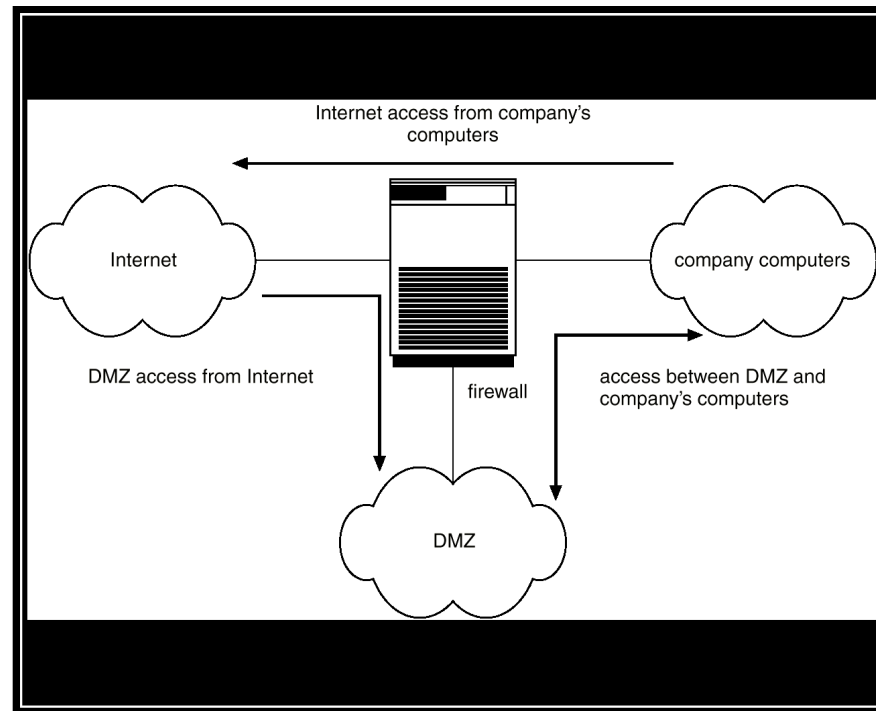 Internet access from company's
computers
Internet
company computers
DMZ access from Internet
firewall
access between DMZ and
company's computers
DMZ